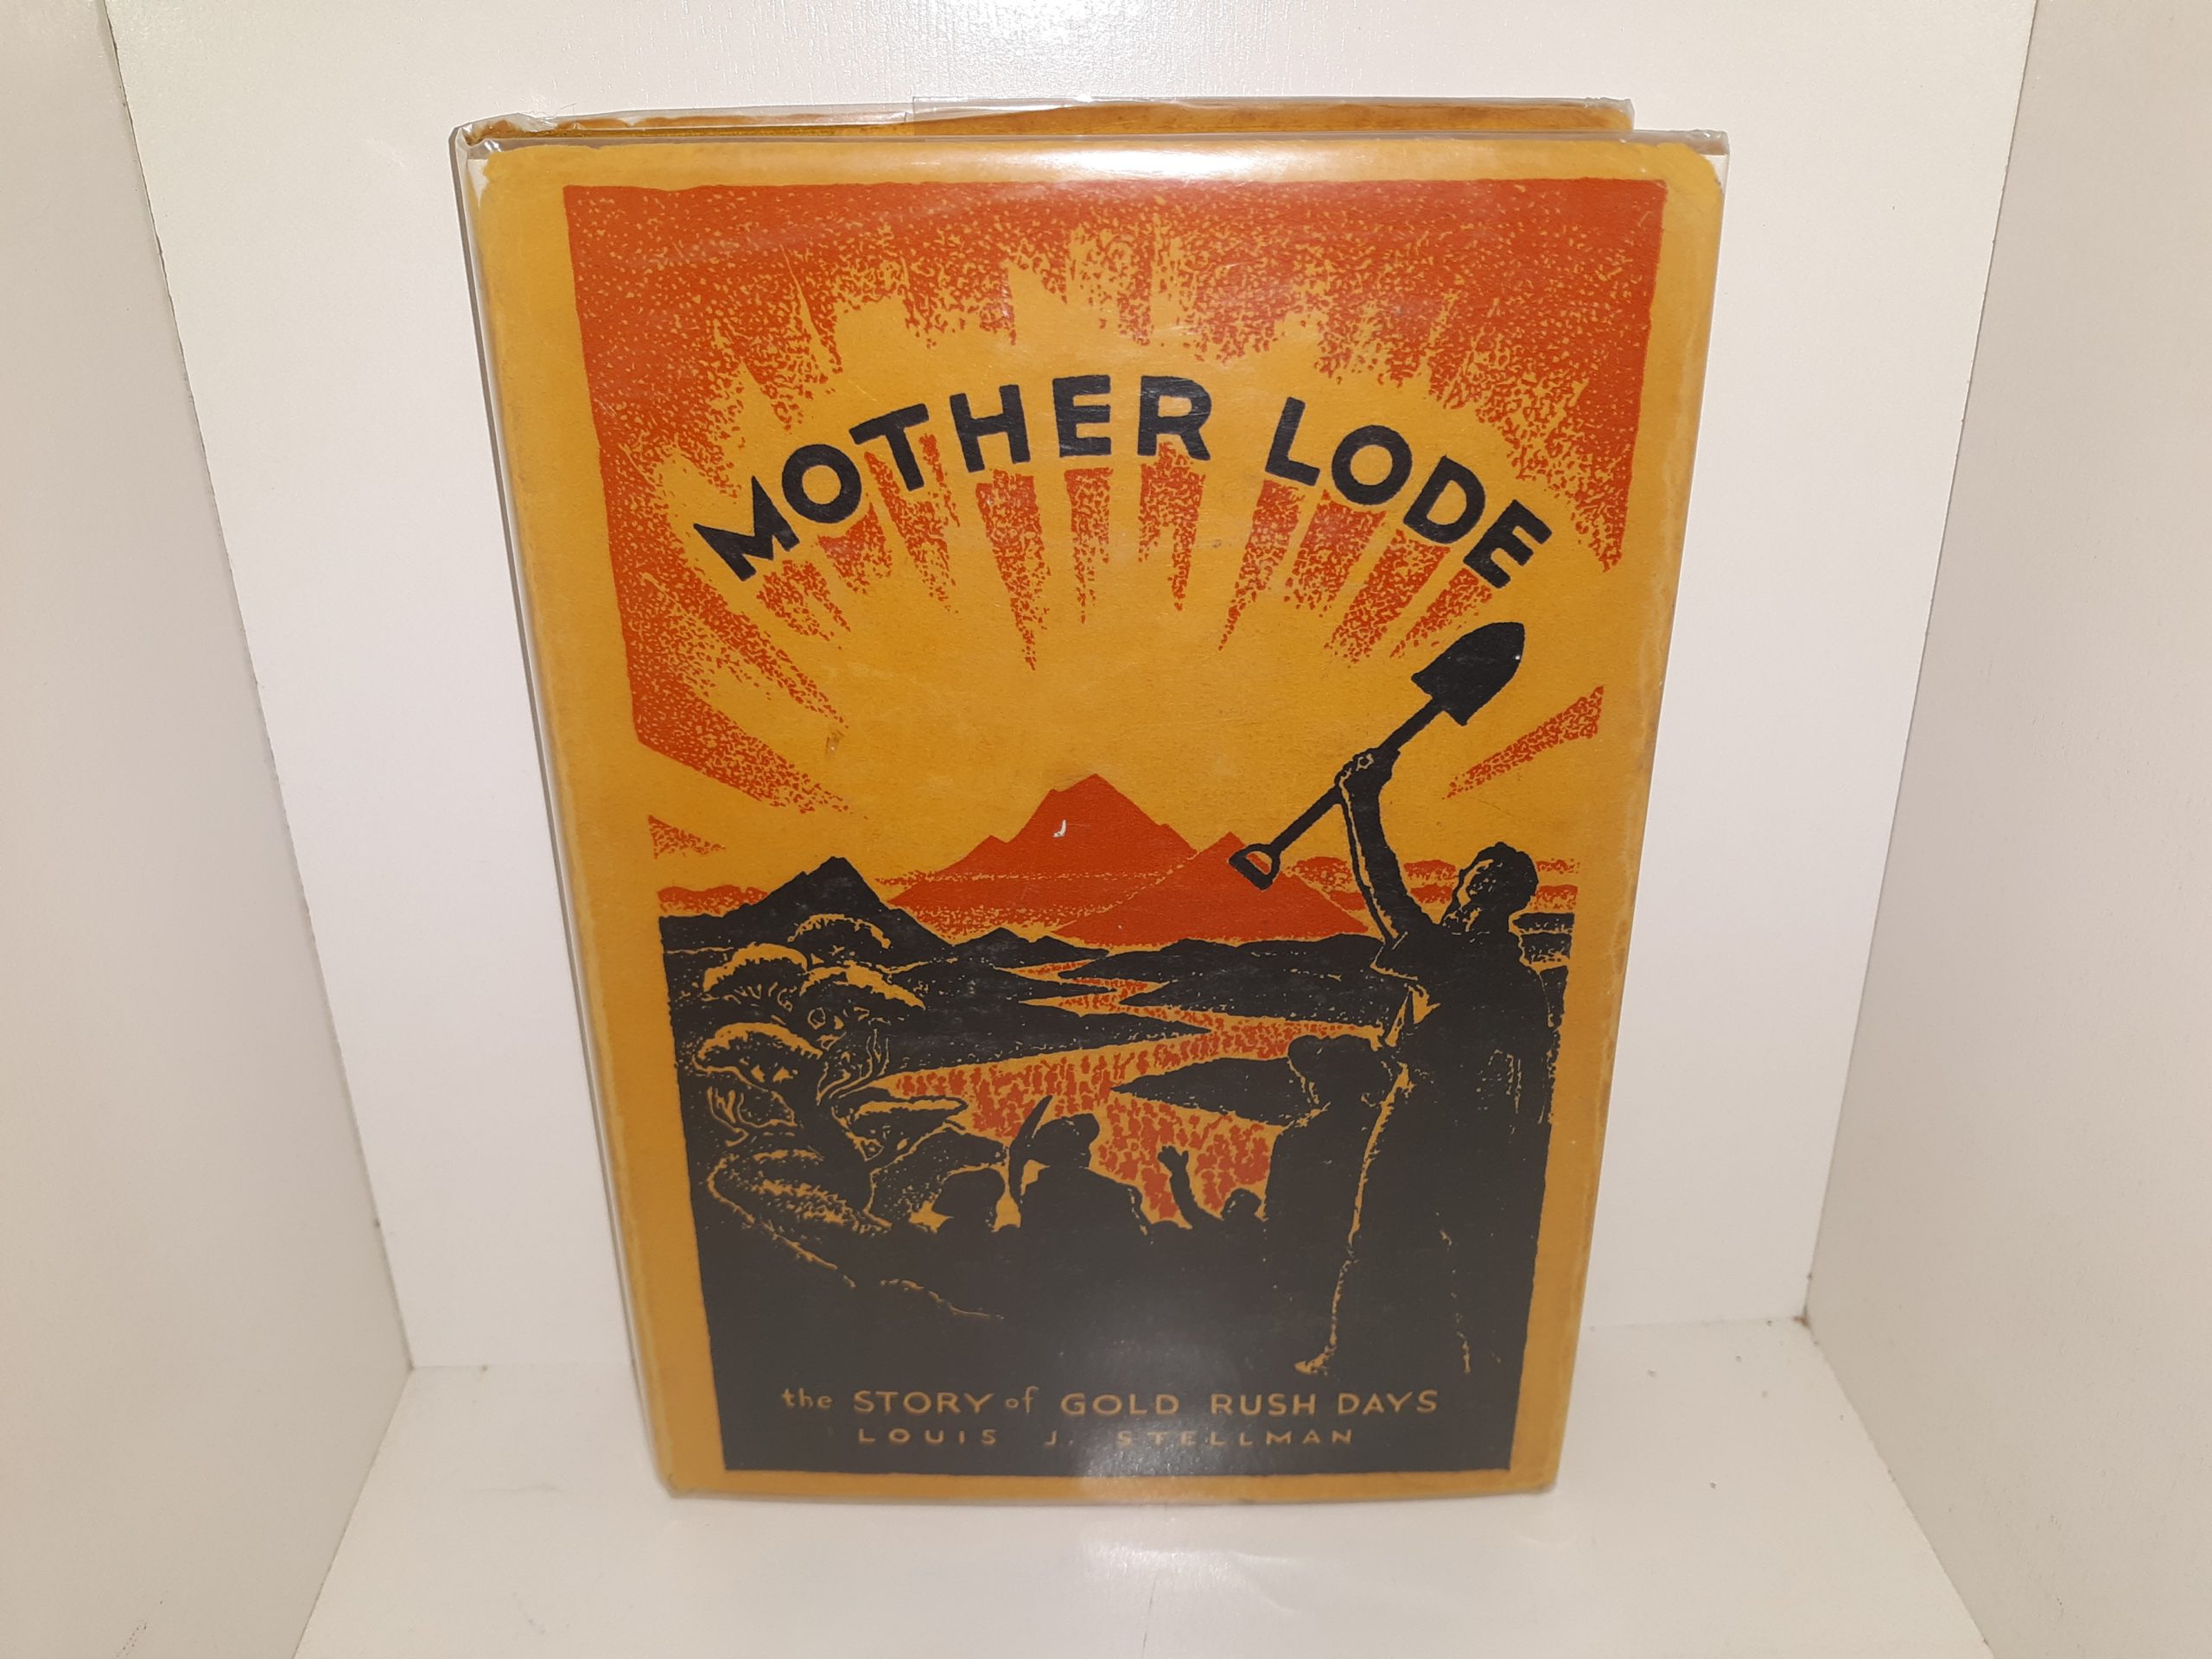 MOTHER LODE
the STORY of GOLD RUSH DAYS
LOUIS J. STELLMAN